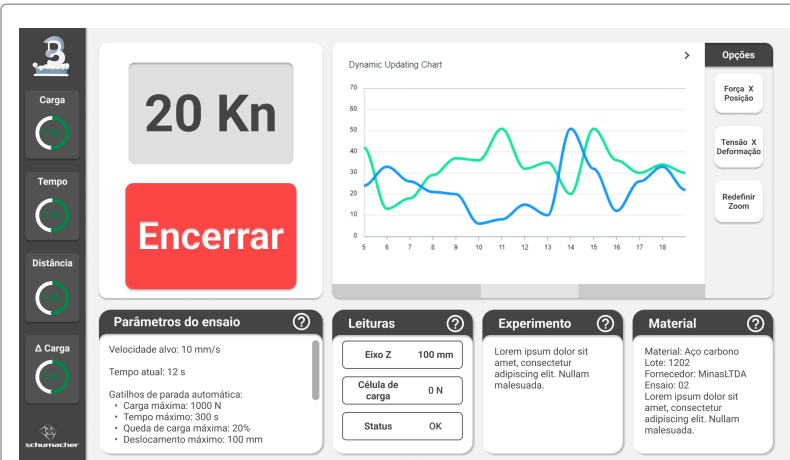 Carga
Tempo
Distância
Δ Carga
schumacher
20 Kn
Encerrar
Dynamic Updating Chart
70
60
50
40
30
20
10
0
5 6 7 8 9 10 11 12 13 14 15 16 17 18
Opções
Força X
Posição
Tensão X
Deformação
Redefinir
Zoom
Parâmetros do ensaio
Velocidade alvo: 10 mm/s
Tempo atual: 12 s
Gatilhos de parada automática:
• Carga máxima: 1000 N
• Tempo máximo: 300 s
• Queda de carga máxima: 20%
• Deslocamento máximo: 100 mm
Leituras
Eixo Z 100 mm
Célula de
carga 0 N
Status OK
Experimento
Lorem ipsum dolor sit
amet, consectetur
adipiscing elit. Nullam
malesuada.
Material
Material: Aço carbono
Lote: 1202
Fornecedor: MinasLTDA
Ensaio: 02
Lorem ipsum dolor sit
amet, consectetur
adipiscing elit. Nullam
malesuada.